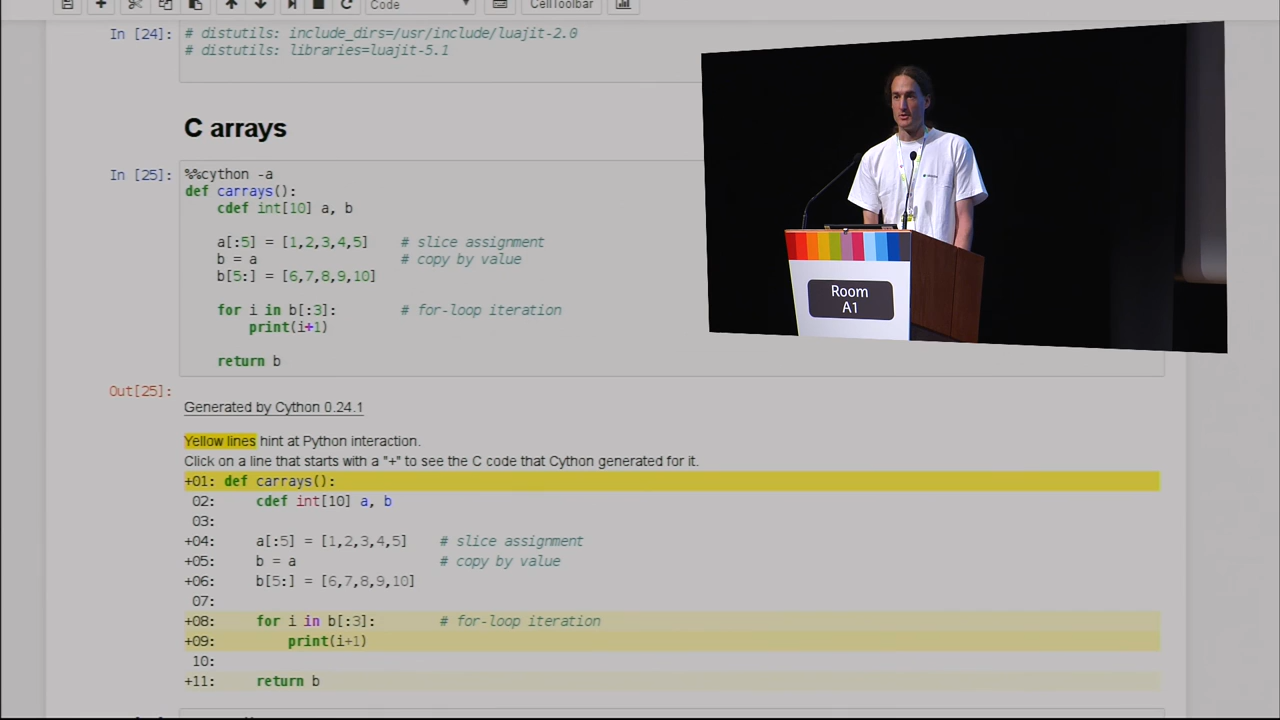 Code
CellToolbar
In [24]: # distutils: include_dirs=/usr/include/luajit-2.0
# distutils: libraries=luajit-5.1
C arrays
In [25]: %%cython -a
def carrays():
cdef int[10] a, b
a[:5] = [1,2,3,4,5] # slice assignment
b = a # copy by value
b[5:] = [6,7,8,9,10]
for i in b[:3]: # for-loop iteration
print(i+1)
return b
Room
A1
Out[25]:
Generated by Cython 0.24.1
Yellow lines hint at Python interaction.
Click on a line that starts with a "+" to see the C code that Cython generated for it.
+01: def carrays():
02: cdef int[10] a, b
03:
+04: a[:5] = [1,2,3,4,5] # slice assignment
+05: b = a # copy by value
+06: b[5:] = [6,7,8,9,10]
07:
+08: for i in b[:3]: # for-loop iteration
+09: print(i+1)
10:
+11: return b